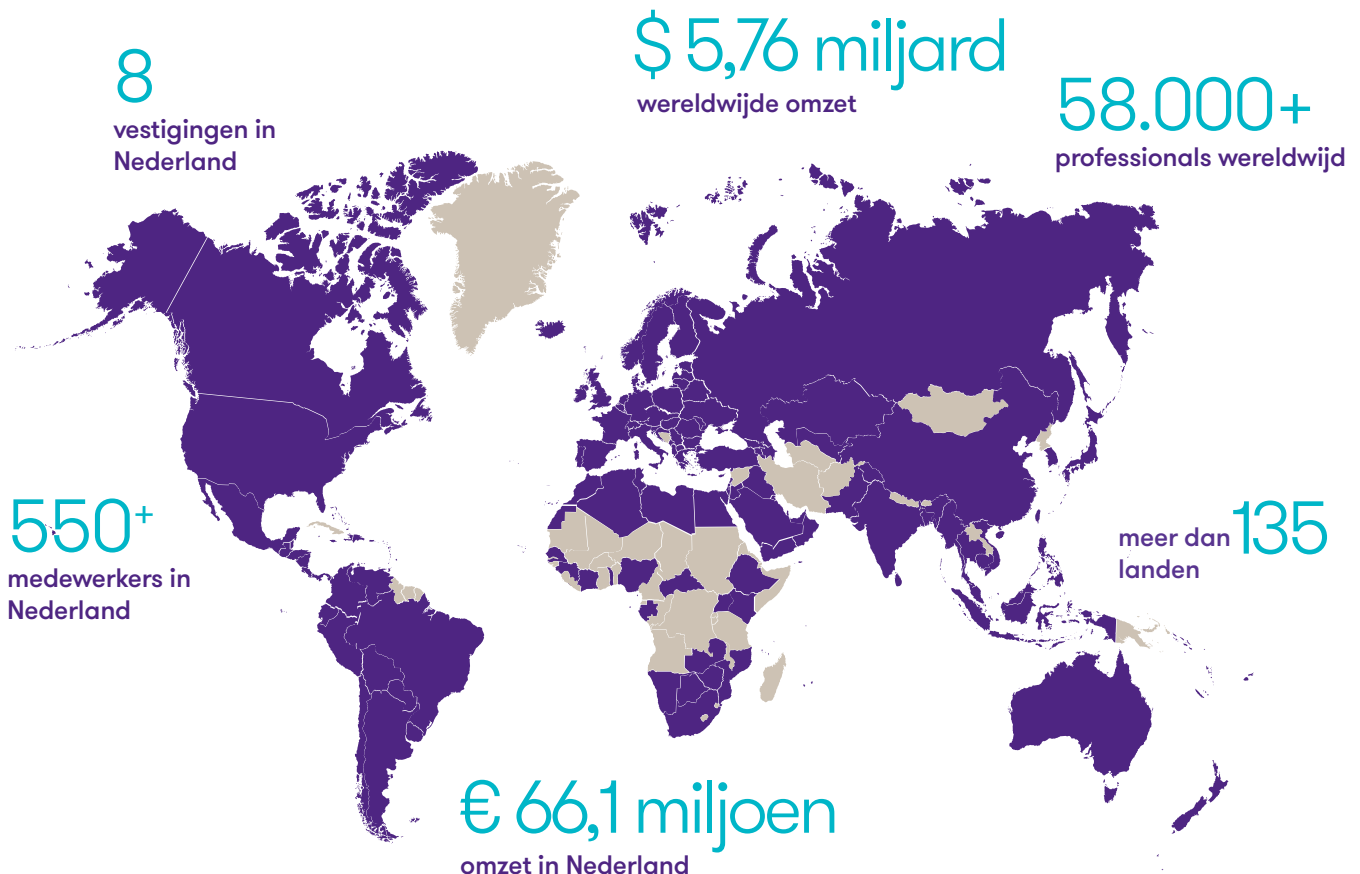 8
vestigingen in
Nederland
$ 5,76 miljard
wereldwijde omzet
58.000+
professionals wereldwijd
550+
medewerkers in
Nederland
meer dan 135
landen
€ 66,1 miljoen
omzet in Nederland